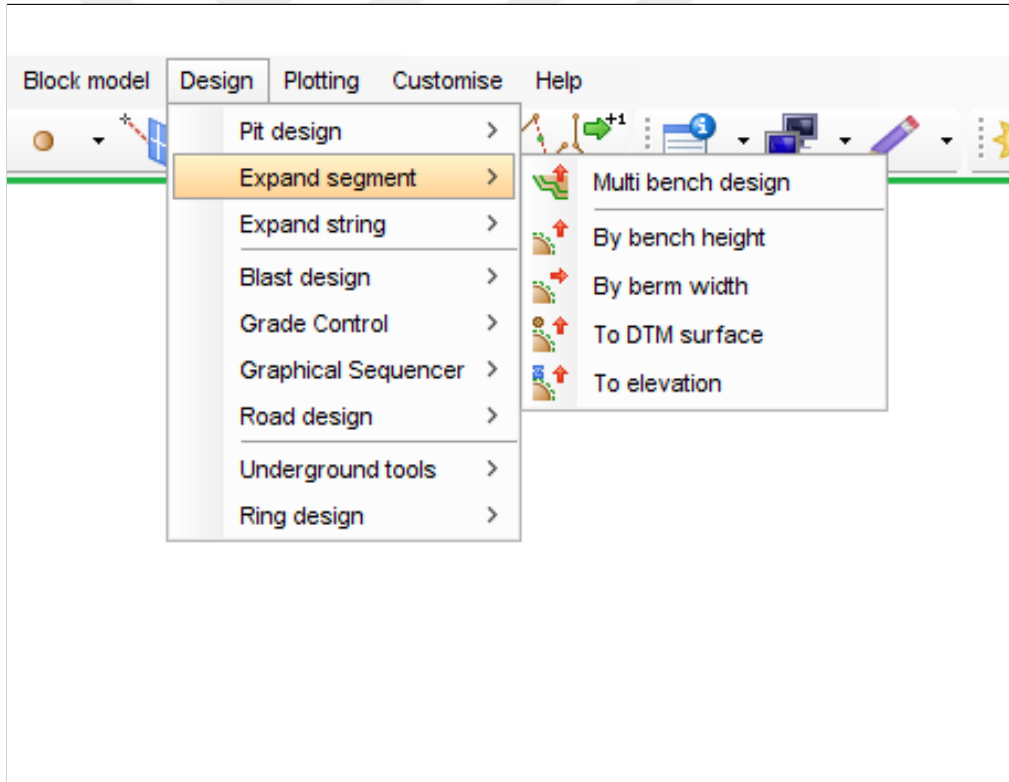 Block model Design Plotting Customise Help
+1
i
Pit design
Expand segment
Expand string
Blast design
Grade Control
Graphical Sequencer
Road design
Underground tools
Ring design
Multi bench design
By bench height
By berm width
To DTM surface
To elevation